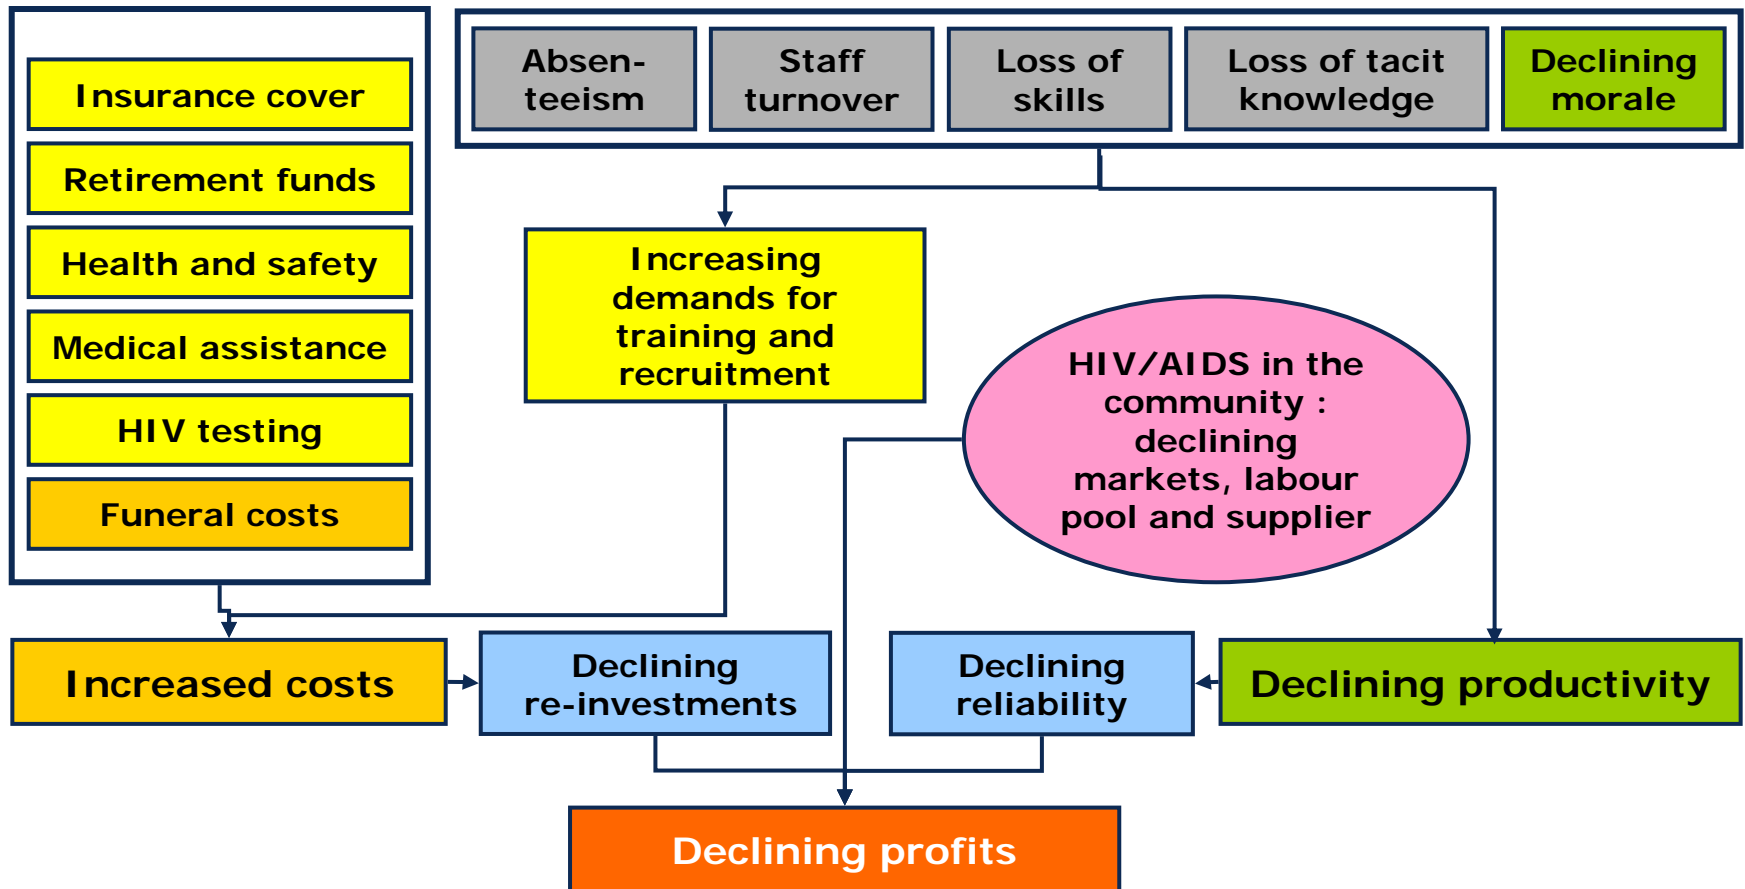 Insurance cover
Retirement funds
Health and safety
Medical assistance
HIV testing
Funeral costs
Absen-
teeism
Staff
turnover
Loss of
skills
Loss of tacit
knowledge
Declining
morale
Increasing
demands for
training and
recruitment
HIV/AIDS in the
community :
declining
markets, labour
pool and supplier
Increased costs
Declining
re-investments
Declining
reliability
Declining productivity
Declining profits